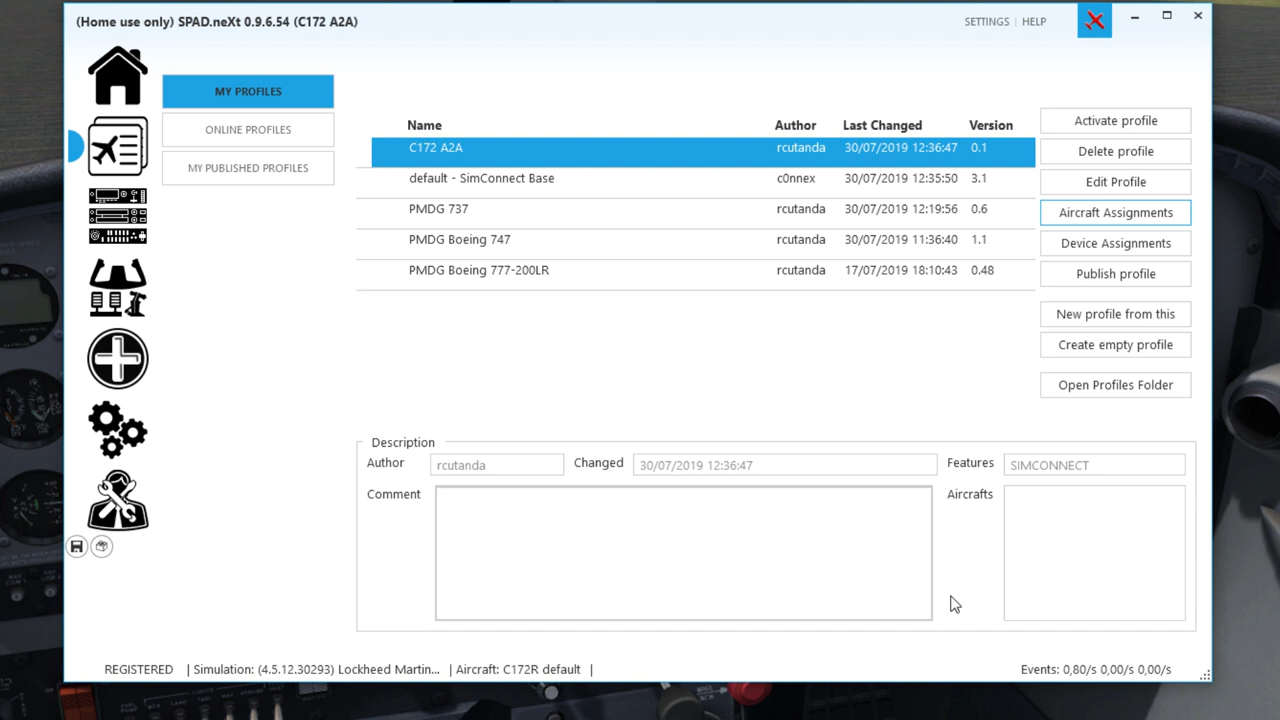 (Home use only) SPAD.neXt 0.9.6.54 (C172 A2A)
SETTINGS | HELP
MY PROFILES
ONLINE PROFILES
MY PUBLISHED PROFILES
Name Author Last Changed Version
C172 A2A rcutanda 30/07/2019 12:36:47 0.1
default - SimConnect Base c0nnex 30/07/2019 12:35:50 3.1
PMDG 737 rcutanda 30/07/2019 12:19:56 0.6
PMDG Boeing 747 rcutanda 30/07/2019 11:36:40 1.1
PMDG Boeing 777-200LR rcutanda 17/07/2019 18:10:43 0.48
Activate profile
Delete profile
Edit Profile
Aircraft Assignments
Device Assignments
Publish profile
New profile from this
Create empty profile
Open Profiles Folder
Description
Author rcutanda Changed 30/07/2019 12:36:47 Features SIMCONNECT
Comment Aircrafts
REGISTERED | Simulation: (4.5.12.30293) Lockheed Martin... | Aircraft: C172R default | Events: 0,80/s 0,00/s 0,00/s